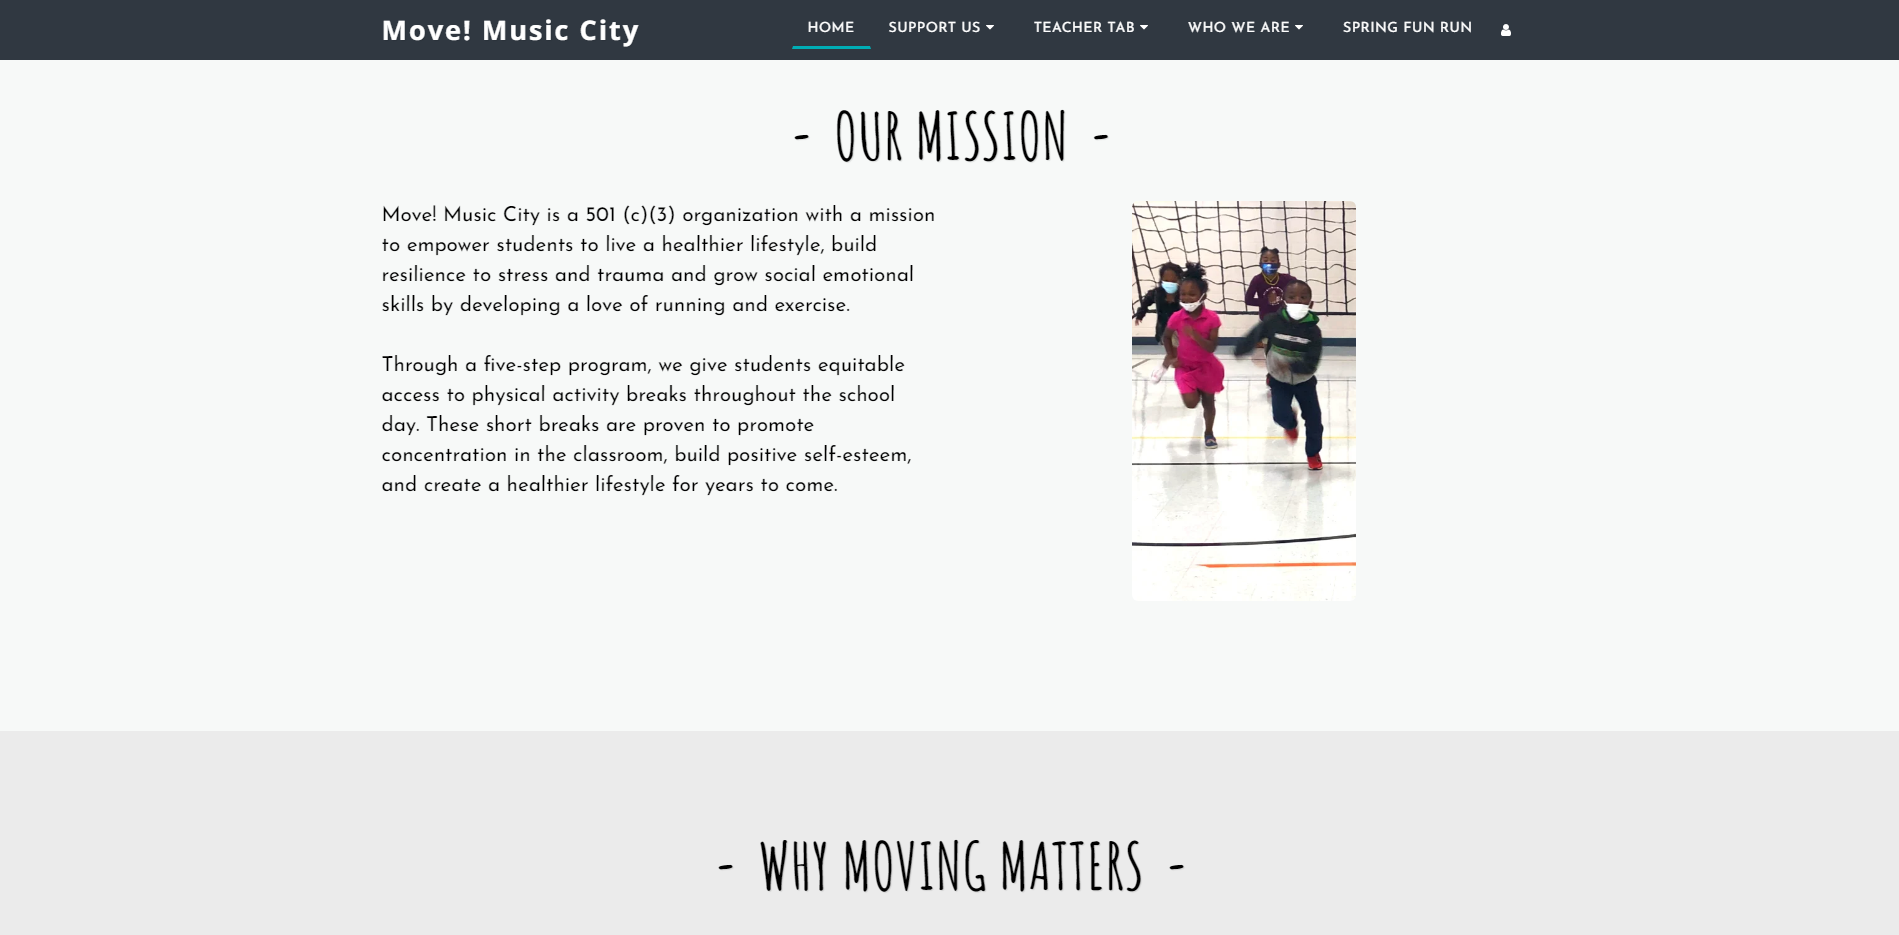 Move! Music City
HOME SUPPORT US TEACHER TAB WHO WE ARE SPRING FUN RUN
- OUR MISSION -
Move! Music City is a 501 (c)(3) organization with a mission
to empower students to live a healthier lifestyle, build
resilience to stress and trauma and grow social emotional
skills by developing a love of running and exercise.
Through a five-step program, we give students equitable
access to physical activity breaks throughout the school
day. These short breaks are proven to promote
concentration in the classroom, build positive self-esteem,
and create a healthier lifestyle for years to come.
- WHY MOVING MATTERS -